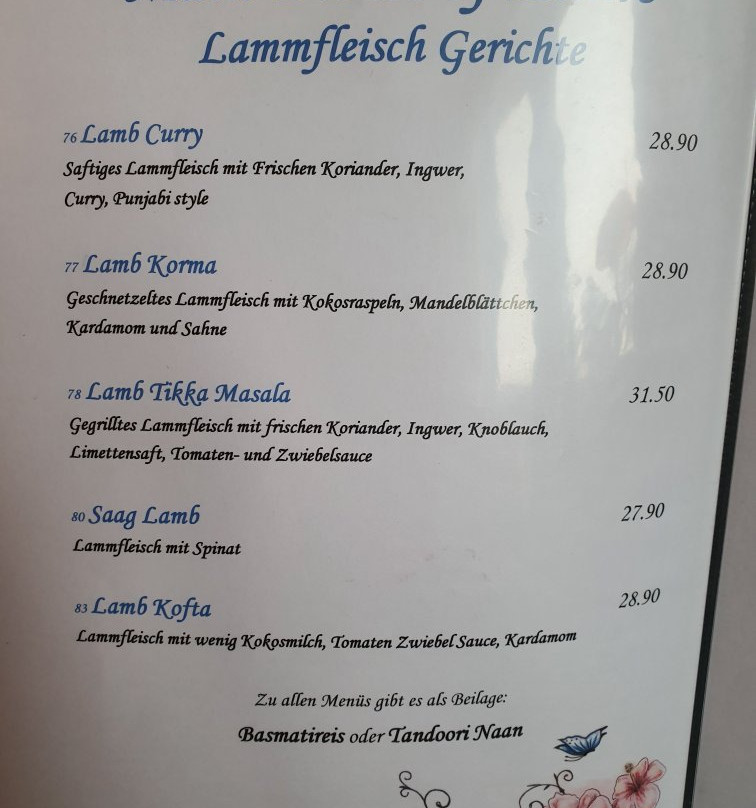 Lammfleisch Gerichte
76 Lamb Curry 28.90
Saftiges Lammfleisch mit Frischen Koriander, Ingwer,
Curry, Punjabi style
77 Lamb Korma 28.90
Geschnetzeltes Lammfleisch mit Kokosraspeln, Mandelblättchen,
Kardamom und Sahne
78 Lamb Tikka Masala 31.50
Gegrilltes Lammfleisch mit frischen Koriander, Ingwer, Knoblauch,
Limettensaft, Tomaten- und Zwiebelsauce
80 Saag Lamb 27.90
Lammfleisch mit Spinat
83 Lamb Kofta 28.90
Lammfleisch mit wenig Kokosmilch, Tomaten Zwiebel Sauce, Kardamom
Zu allen Menüs gibt es als Beilage:
Basmatireis oder Tandoori Naan